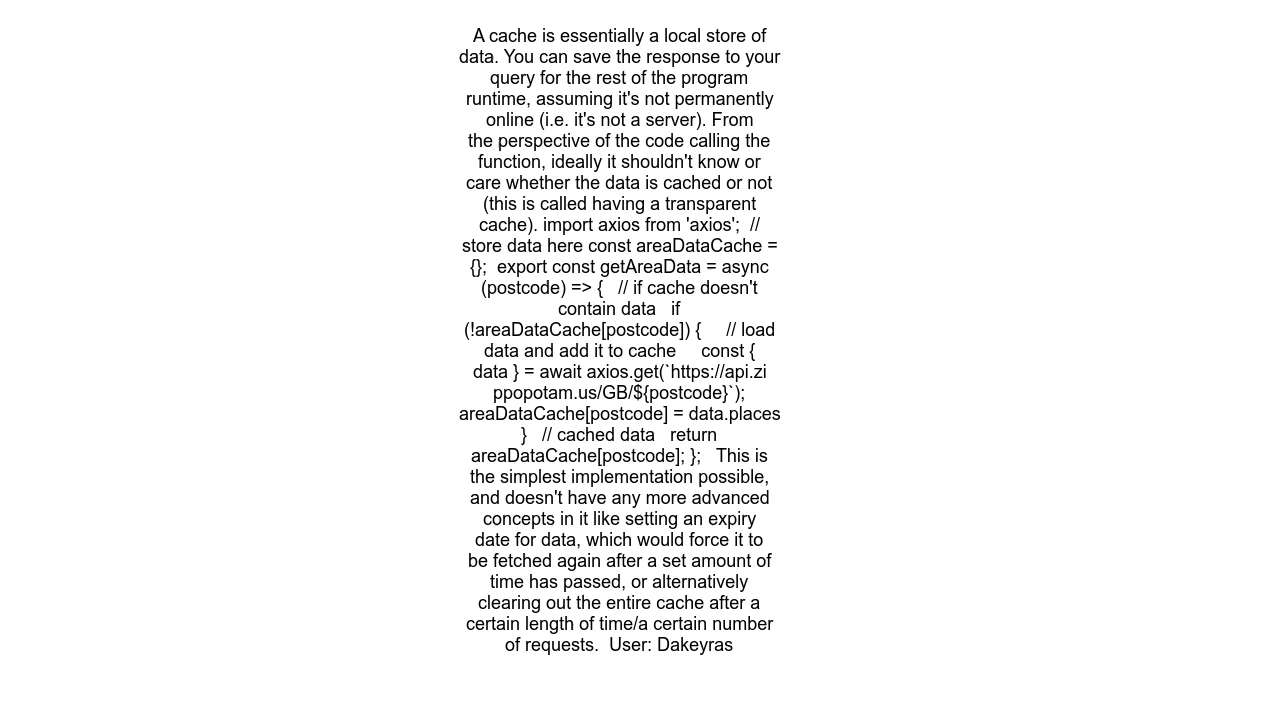 A cache is essentially a local store of
data. You can save the response to your
query for the rest of the program
runtime, assuming it's not permanently
online (i.e. it's not a server). From
the perspective of the code calling the
function, ideally it shouldn't know or
care whether the data is cached or not
(this is called having a transparent
cache). import axios from 'axios';  //
store data here const areaDataCache =
{};  export const getAreaData = async
(postcode) => {   // if cache doesn't
contain data   if
(!areaDataCache[postcode]) {     // load
data and add it to cache     const {
data } = await axios.get(`https://api.zi
ppopotam.us/GB/${postcode}`);
areaDataCache[postcode] = data.places
}   // cached data   return
areaDataCache[postcode]; };   This is
the simplest implementation possible,
and doesn't have any more advanced
concepts in it like setting an expiry
date for data, which would force it to
be fetched again after a set amount of
time has passed, or alternatively
clearing out the entire cache after a
certain length of time/a certain number
of requests.  User: Dakeyras